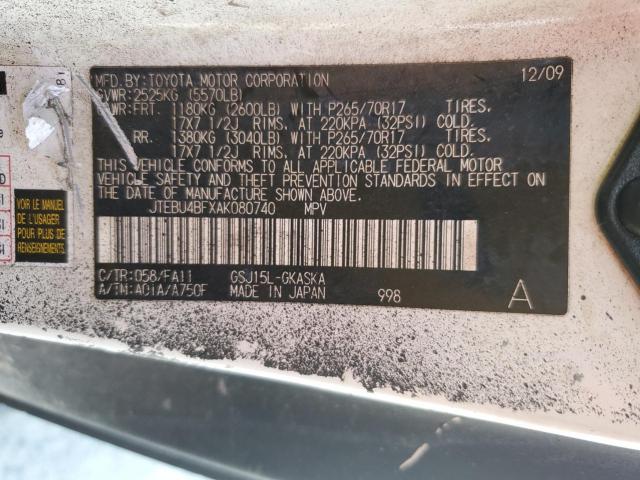 MFD.BY:TOYOTA MOTOR CORPORATION 12/09
GVWR:2525KG (5570LB)
GAWR:FRT. 1180KG (2600LB) WITH P265/70R17 TIRES.
17X7 1/2J RIMS. AT 220KPA (32PSI) COLD.
RR. 1380KG (3040LB) WITH P265/70R17 TIRES.
17X7 1/2J RIMS. AT 220KPA (32PSI) COLD.
THIS VEHICLE CONFORMS TO ALL APPLICABLE FEDERAL MOTOR
VEHICLE SAFETY AND THEFT PREVENTION STANDARDS IN EFFECT ON
THE DATE OF MANUFACTURE SHOWN ABOVE.
JTEBU4BFXAK080740 MPV
C/TR:058/FA11 GSJ15L-GKASKA
A/TM:A01A/A750F MADE IN JAPAN 998 A
VOIR LE MANUEL
DE L'USAGER
POUR PLUS DE
RENSEIGNEMENTS